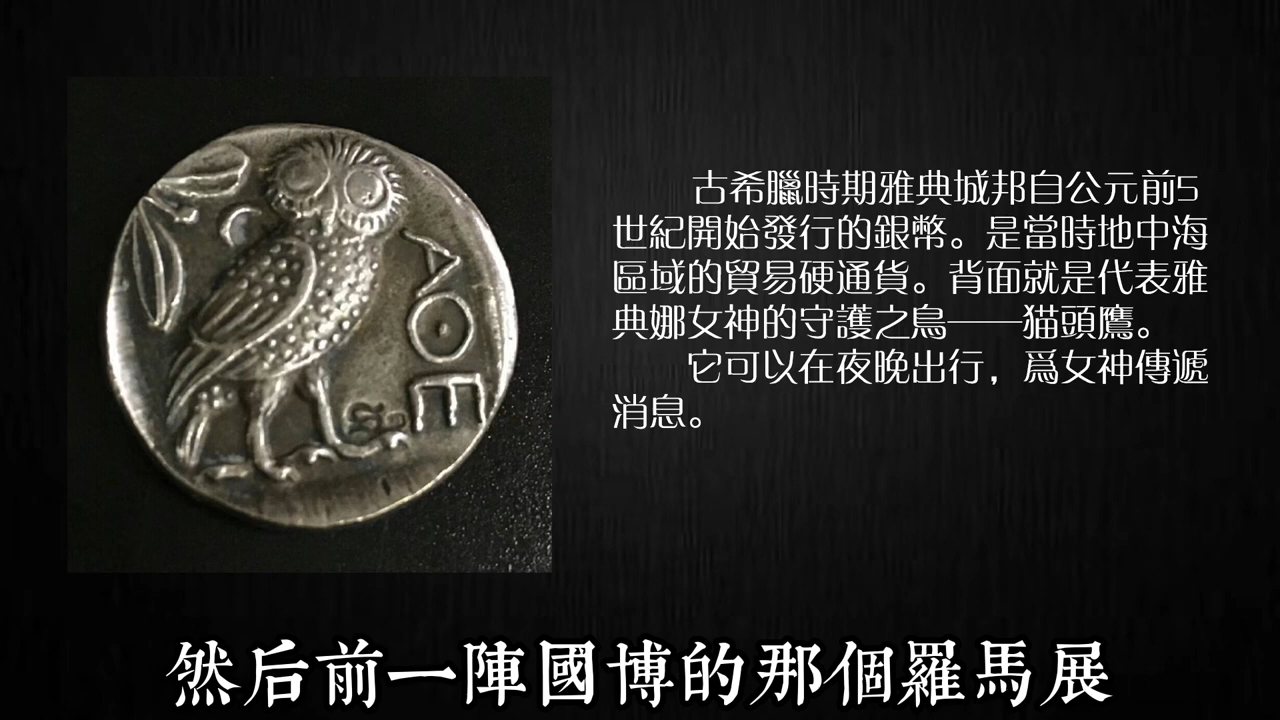 ΑΘΕ
古希臘時期雅典城邦自公元前5
世紀開始發行的銀幣。是當時地中海
區域的貿易硬通貨。背面就是代表雅
典娜女神的守護之鳥——猫頭鷹。
它可以在夜晚出行，爲女神傳遞
消息。
然后前一陣國博的那個羅馬展